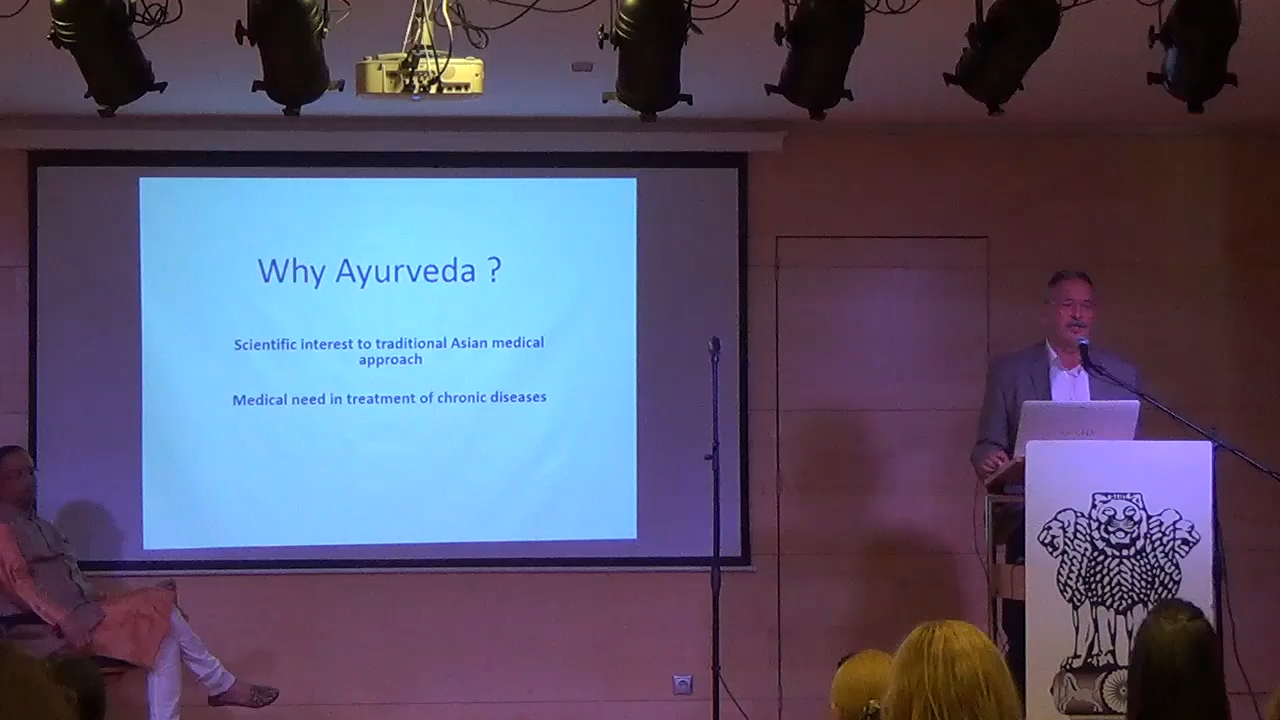 Why Ayurveda ?
Scientific interest to traditional Asian medical
approach
Medical need in treatment of chronic diseases